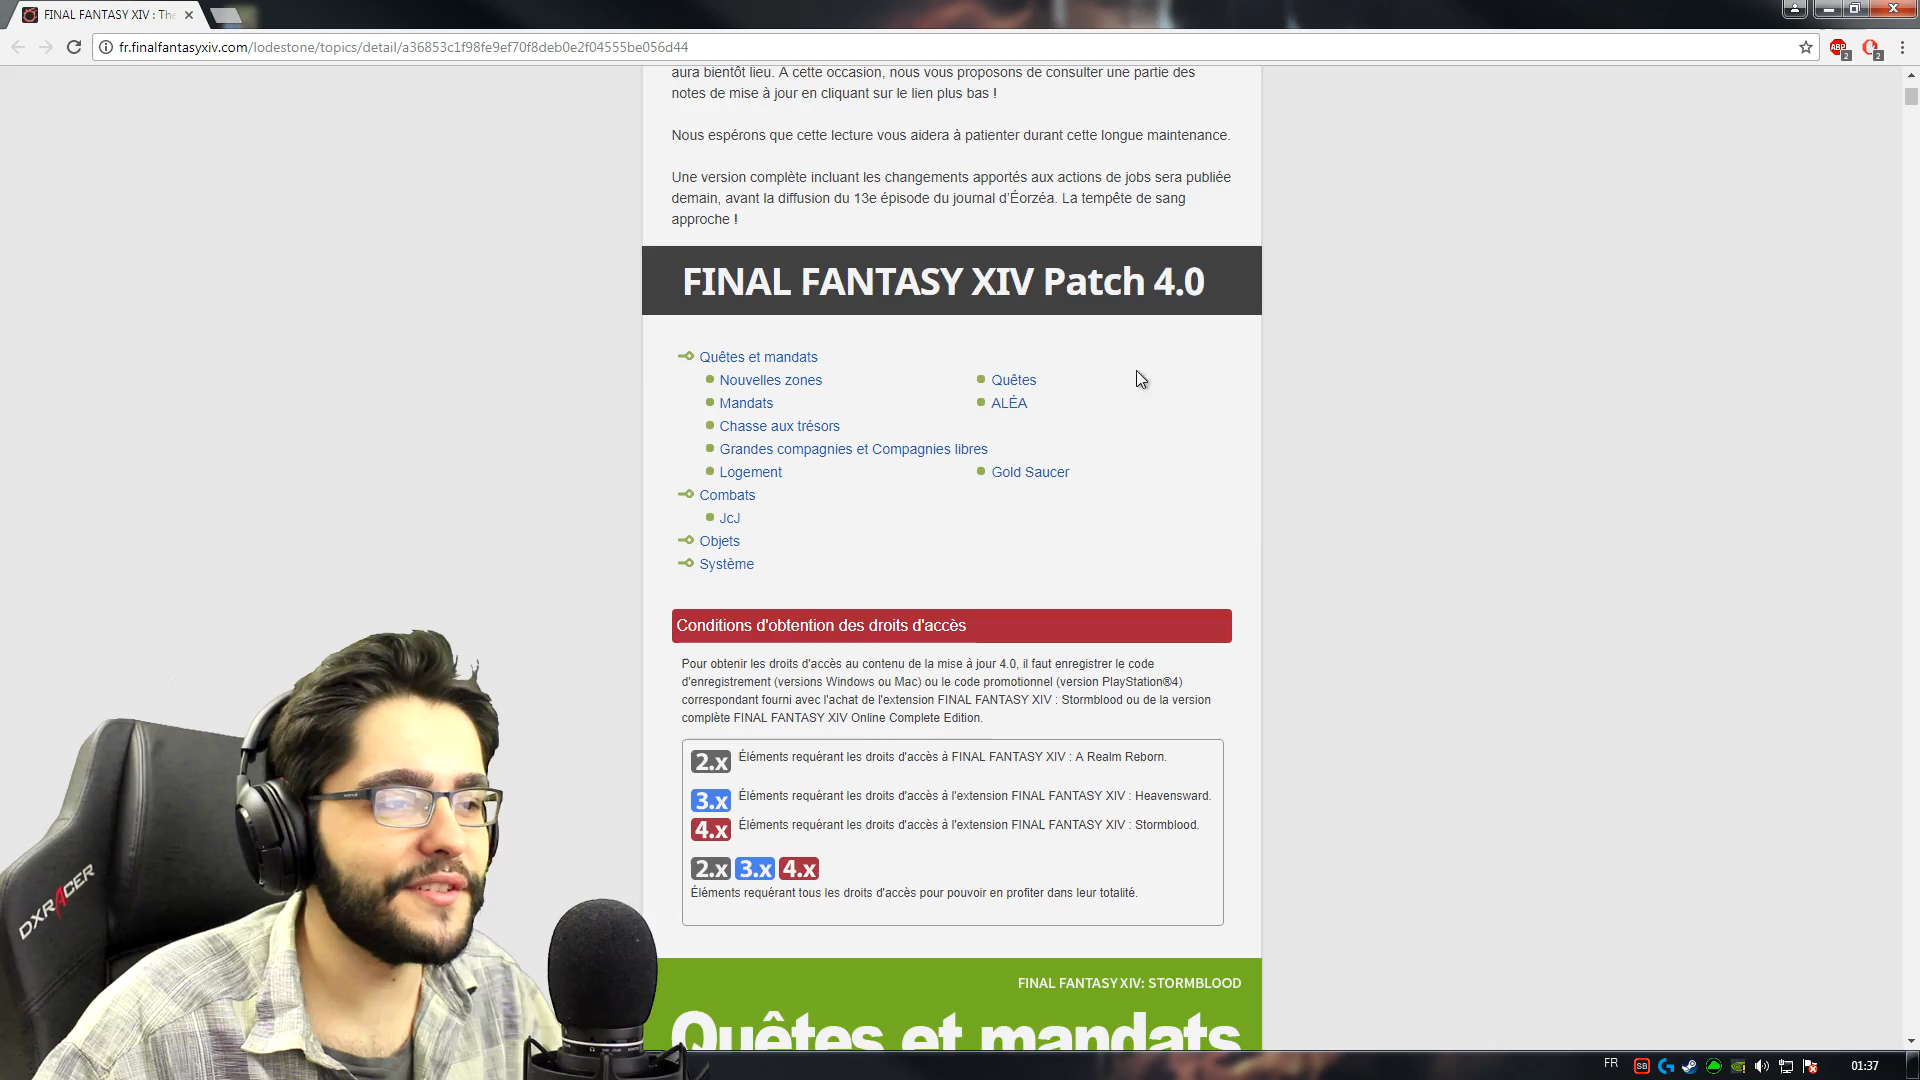 FINAL FANTASY XIV : The
fr.finalfantasyxiv.com/lodestone/topics/detail/a36853c1f98fe9ef70f8deb0e2f04555be056d44
ABP
2
2
aura bientôt lieu. A cette occasion, nous vous proposons de consulter une partie des
notes de mise à jour en cliquant sur le lien plus bas !
Nous espérons que cette lecture vous aidera à patienter durant cette longue maintenance.
Une version complète incluant les changements apportés aux actions de jobs sera publiée
demain, avant la diffusion du 13e épisode du journal d'Éorzéa. La tempête de sang
approche !
FINAL FANTASY XIV Patch 4.0
Quêtes et mandats
Nouvelles zones
Quêtes
Mandats
ALÉA
Chasse aux trésors
Grandes compagnies et Compagnies libres
Logement
Gold Saucer
Combats
JcJ
Objets
Système
Conditions d'obtention des droits d'accès
Pour obtenir les droits d'accès au contenu de la mise à jour 4.0, il faut enregistrer le code
d'enregistrement (versions Windows ou Mac) ou le code promotionnel (version PlayStation®4)
correspondant fourni avec l'achat de l'extension FINAL FANTASY XIV : Stormblood ou de la version
complète FINAL FANTASY XIV Online Complete Edition.
2.x Éléments requérant les droits d'accès à FINAL FANTASY XIV : A Realm Reborn.
3.x Éléments requérant les droits d'accès à l'extension FINAL FANTASY XIV : Heavensward.
4.x Éléments requérant les droits d'accès à l'extension FINAL FANTASY XIV : Stormblood.
2.x 3.x 4.x
Éléments requérant tous les droits d'accès pour pouvoir en profiter dans leur totalité.
FINAL FANTASY XIV: STORMBLOOD
Quêtes et mandats
DXRACER
FR
SB
01:37